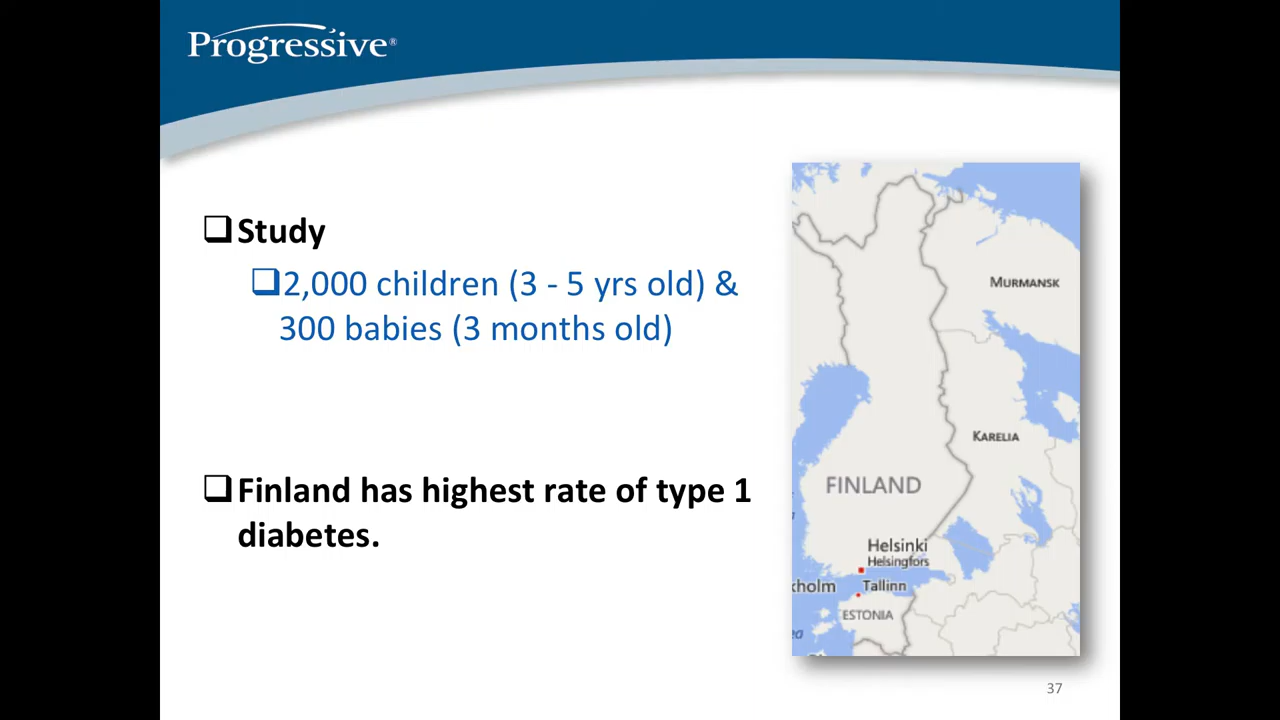 Progressive®
❑Study
❑2,000 children (3 - 5 yrs old) &
300 babies (3 months old)
❑Finland has highest rate of type 1
diabetes.
MURMANSK
KARELIA
FINLAND
Helsinki
Helsingfors
kholm
Tallinn
ESTONIA
37